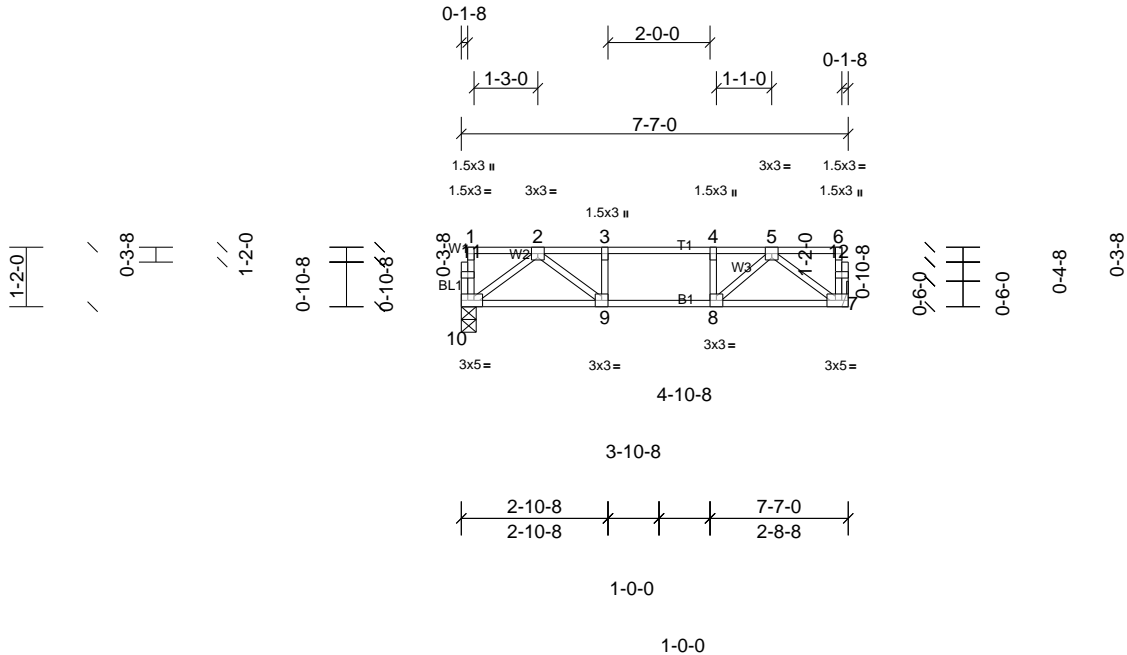 0-1-8
2-0-0
0-1-8
1-3-0
1-1-0
7-7-0
1.5x3 II
3x3 =
1.5x3 =
1.5x3 =
3x3 =
1.5x3 II
1.5x3 II
1.5x3 II
1 2 3 4 5 6
W1 11 W2 T1 12
W3
BL1
B1
7
9 8
10
1-2-0
0-3-8
1-2-0
0-10-8
0-10-8
0-3-8
1-2-0
0-10-8
0-6-0
0-6-0
0-4-8
0-3-8
3x3 =
3x5 =
3x3 =
3x5 =
4-10-8
3-10-8
2-10-8
7-7-0
2-10-8
2-8-8
1-0-0
1-0-0